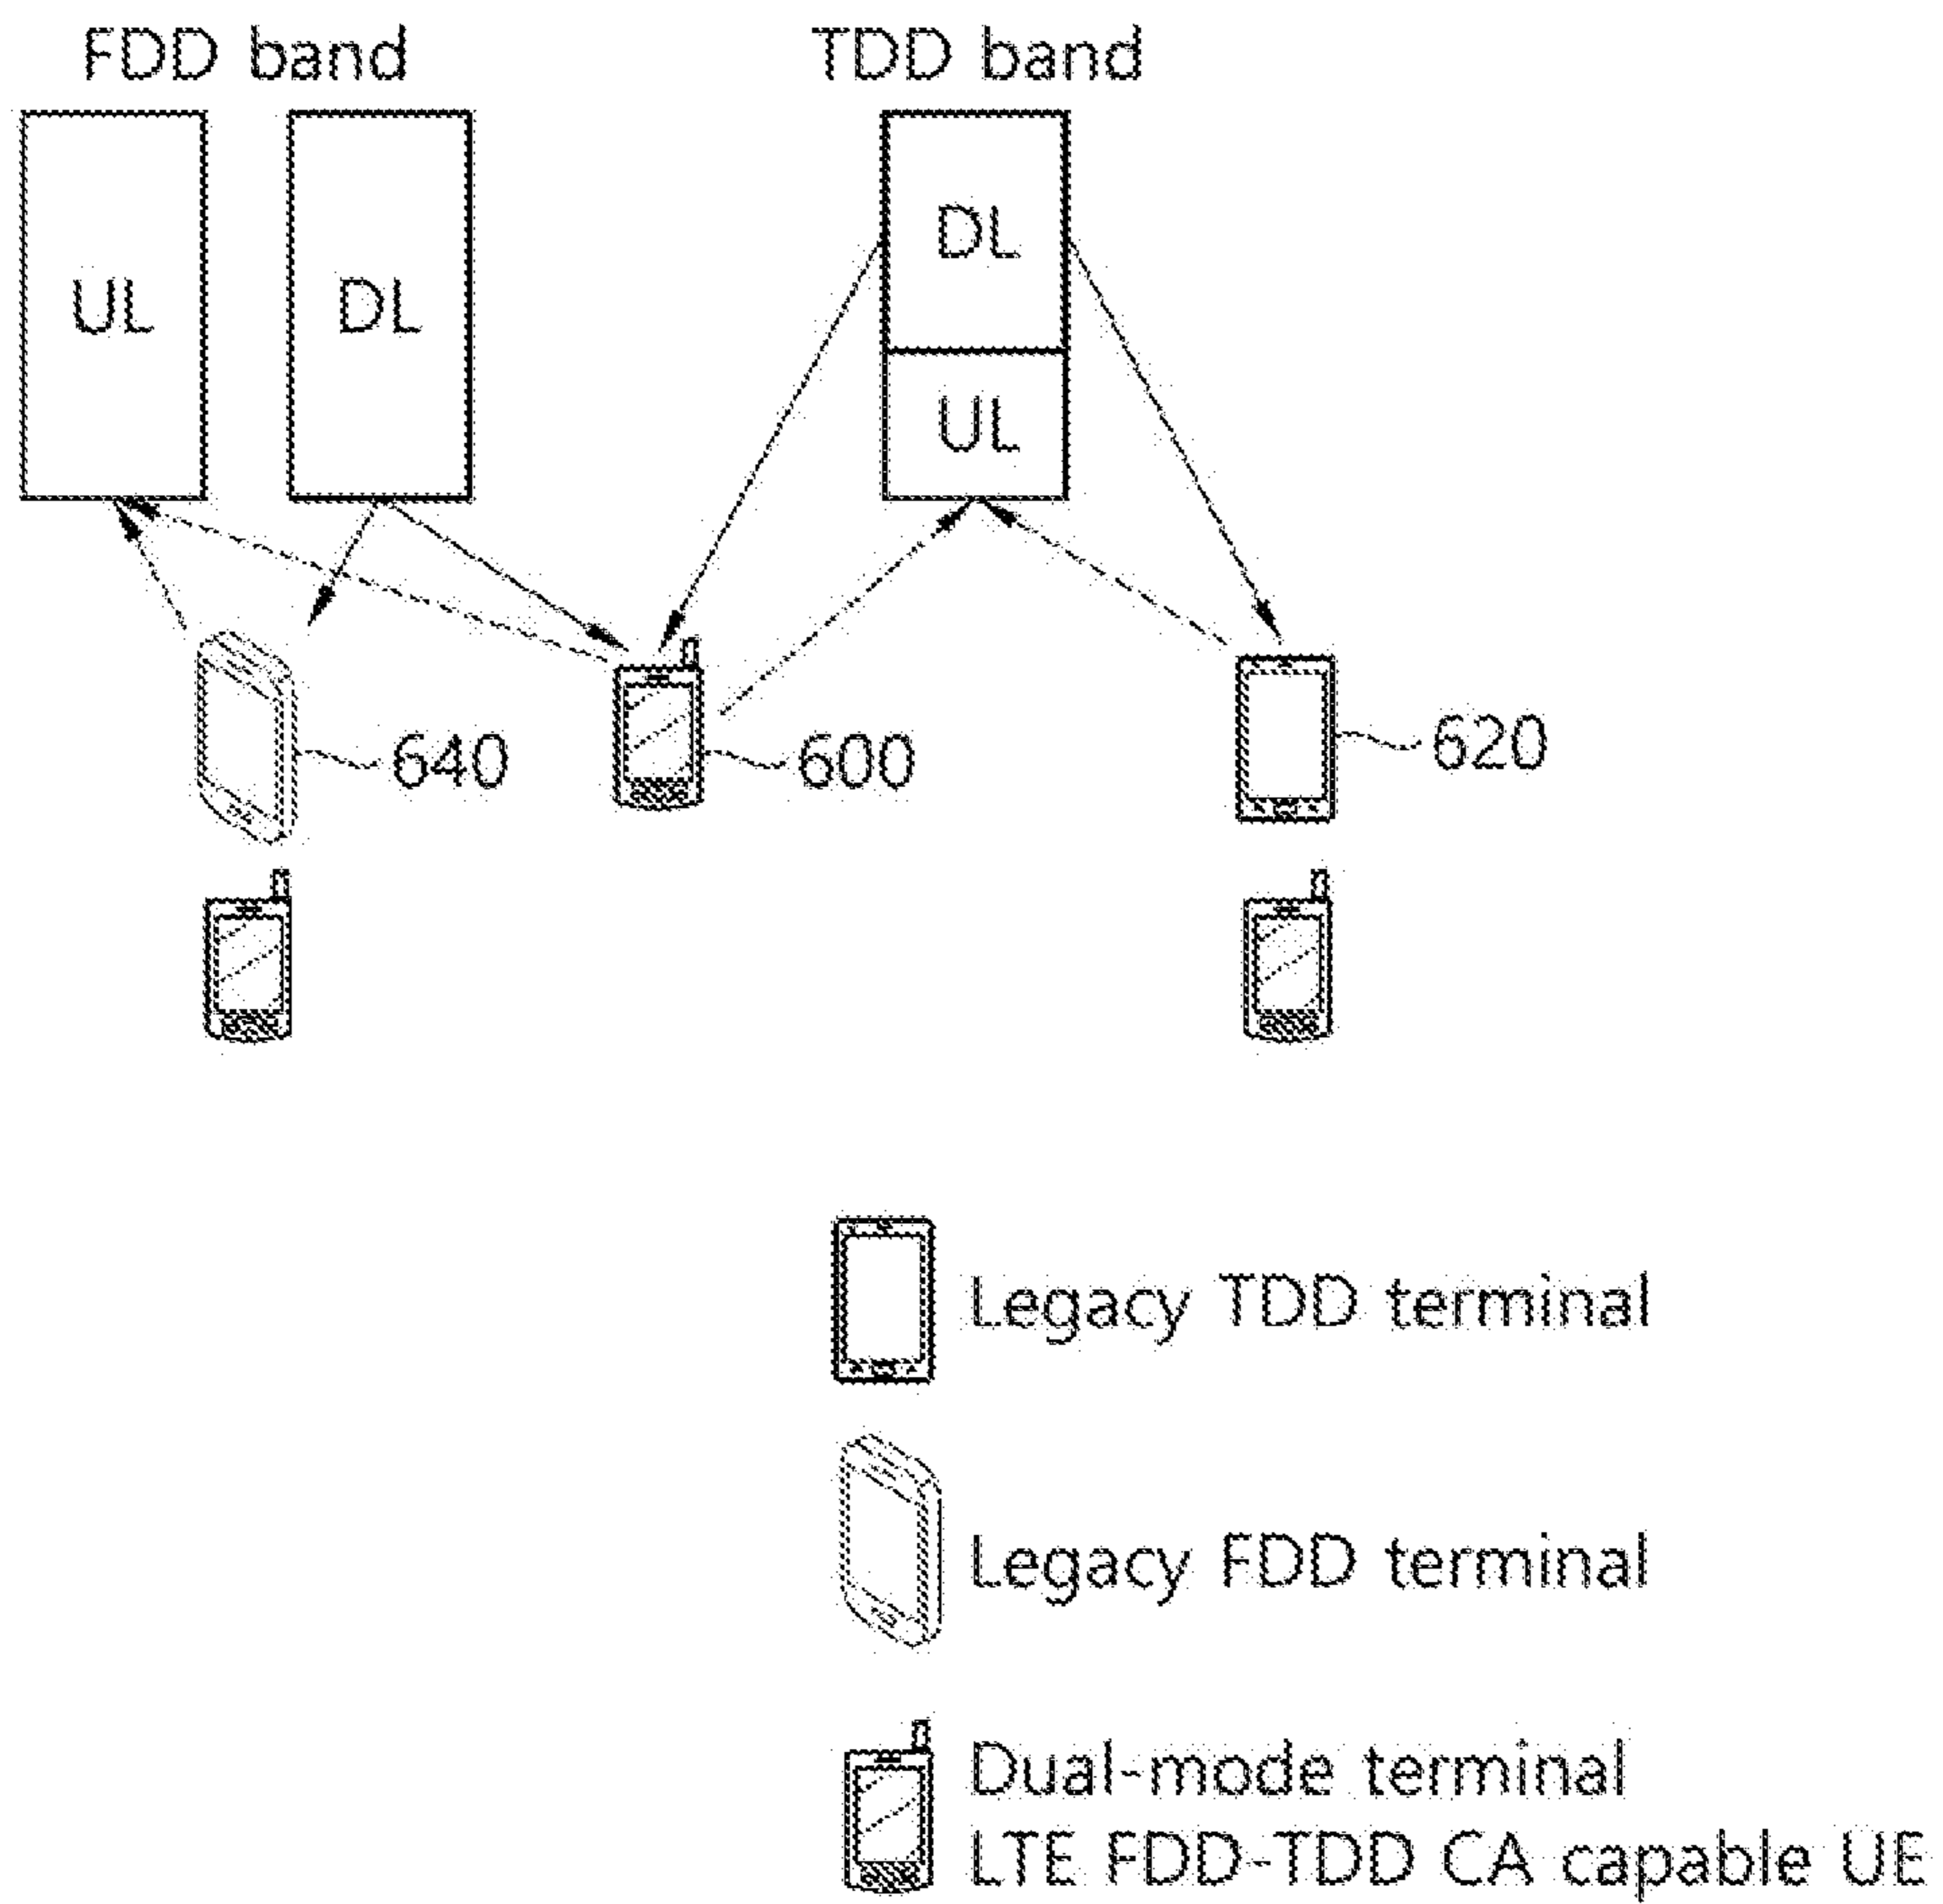 FDD band
TDD band
UL
DL
DL
UL
640
600
620
Legacy TDD terminal
Legacy FDD terminal
Dual-mode terminal
LTE FDD-TDD CA capable UE